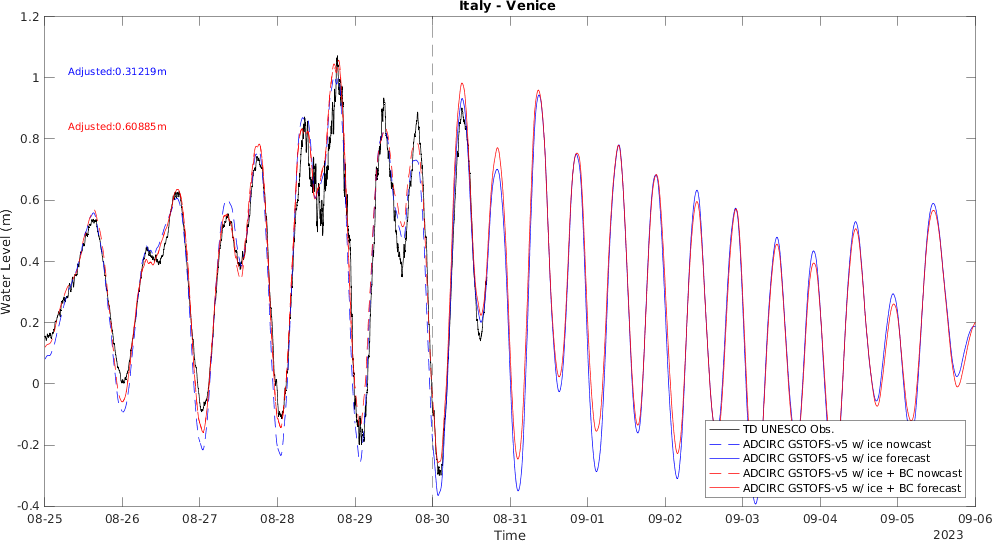 Italy - Venice
1.2
1
0.8
0.6
0.4
0.2
0
-0.2
-0.4
Water Level (m)
Adjusted:0.31219m
Adjusted:0.60885m
TD UNESCO Obs.
ADCIRC GSTOFS-v5 w/ ice nowcast
ADCIRC GSTOFS-v5 w/ ice forecast
ADCIRC GSTOFS-v5 w/ ice + BC nowcast
ADCIRC GSTOFS-v5 w/ ice + BC forecast
08-25 08-26 08-27 08-28 08-29 08-30 08-31 09-01 09-02 09-03 09-04 09-05 09-06
Time
2023